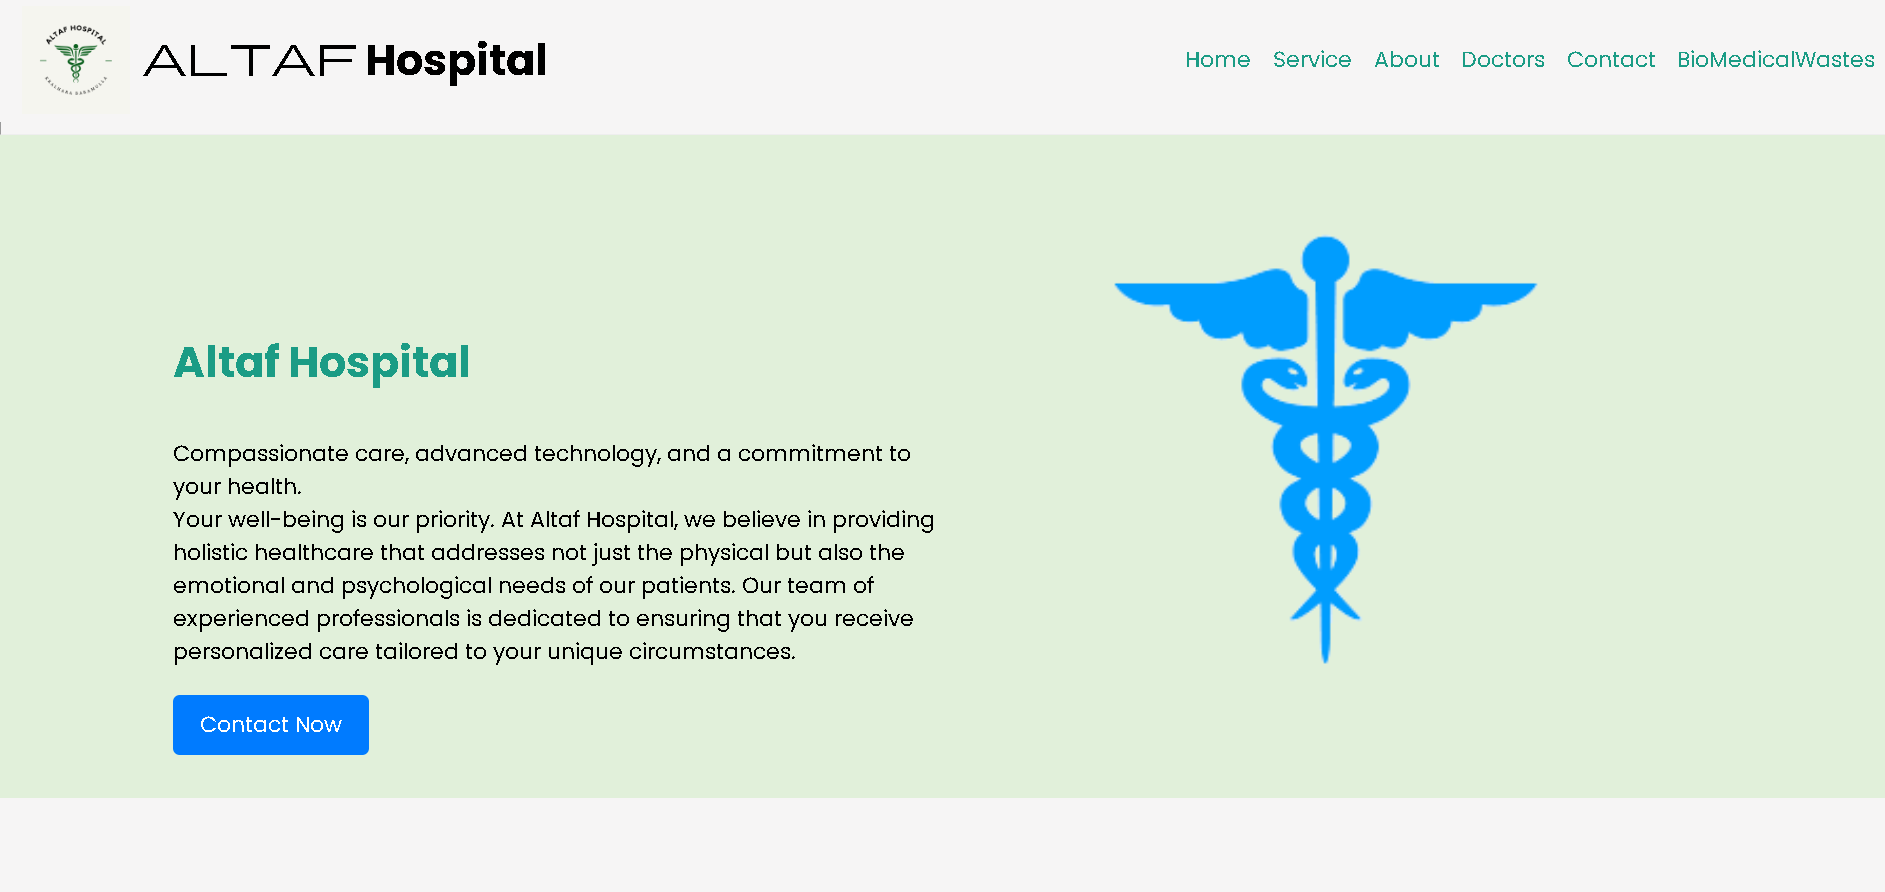 ALTAF HOSPITAL
KRALHARA BARAMULLA
ALTAF Hospital
Home Service About Doctors Contact BioMedicalWastes
Altaf Hospital
Compassionate care, advanced technology, and a commitment to
your health.
Your well-being is our priority. At Altaf Hospital, we believe in providing
holistic healthcare that addresses not just the physical but also the
emotional and psychological needs of our patients. Our team of
experienced professionals is dedicated to ensuring that you receive
personalized care tailored to your unique circumstances.
Contact Now